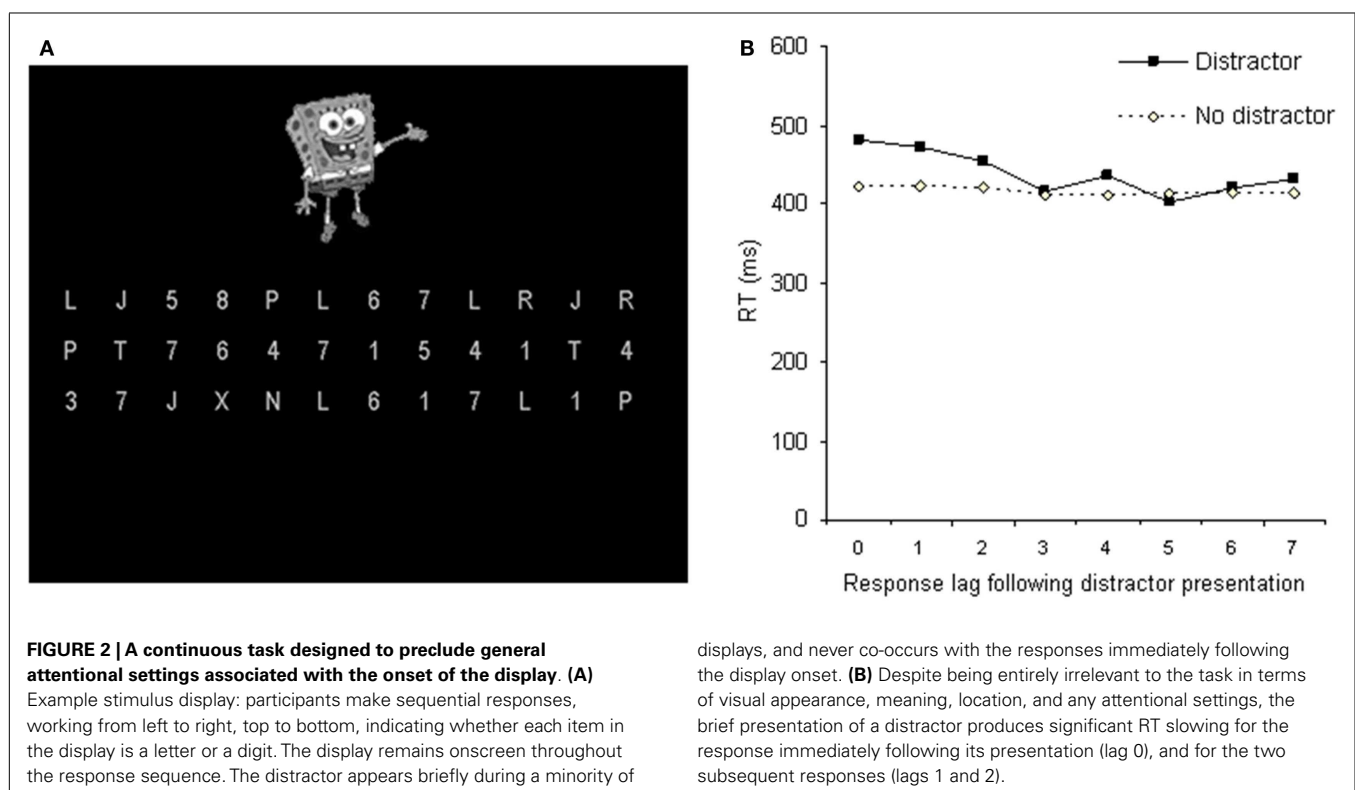 A
L J 5 8 P L 6 7 L R J R
P T 7 6 4 7 1 5 4 1 T 4
3 7 J X N L 6 1 7 L 1 P
B
600
500
400
300
200
100
0
RT (ms)
Distractor
No distractor
0 1 2 3 4 5 6 7
Response lag following distractor presentation
FIGURE 2 | A continuous task designed to preclude general
attentional settings associated with the onset of the display. (A)
Example stimulus display: participants make sequential responses,
working from left to right, top to bottom, indicating whether each item in
the display is a letter or a digit. The display remains onscreen throughout
the response sequence. The distractor appears briefly during a minority of
displays, and never co-occurs with the responses immediately following
the display onset. (B) Despite being entirely irrelevant to the task in terms
of visual appearance, meaning, location, and any attentional settings, the
brief presentation of a distractor produces significant RT slowing for the
response immediately following its presentation (lag 0), and for the two
subsequent responses (lags 1 and 2).